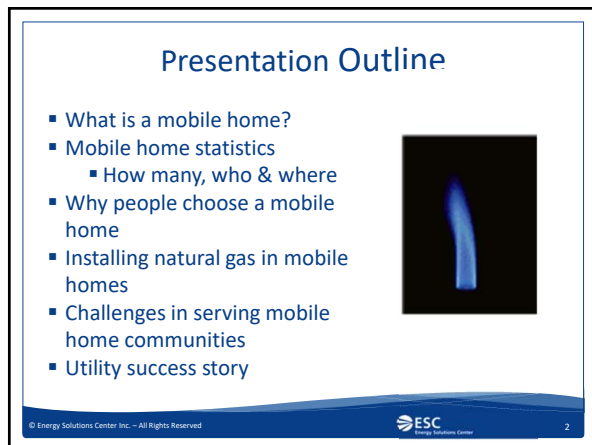 Presentation Outline
▪ What is a mobile home?
▪ Mobile home statistics
▪ How many, who & where
▪ Why people choose a mobile
home
▪ Installing natural gas in mobile
homes
▪ Challenges in serving mobile
home communities
▪ Utility success story
© Energy Solutions Center Inc. – All Rights Reserved
ESC
Energy Solutions Center
2